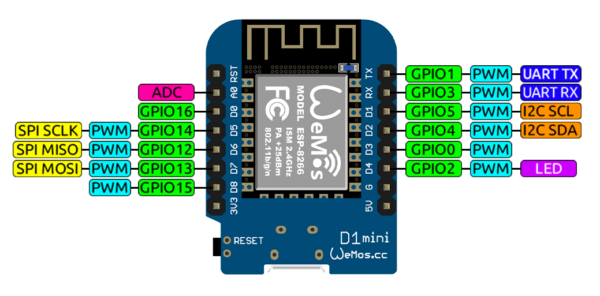 RST TX GPIO1 PWM UART TX
ADC A0 RX GPIO3 PWM UART RX
GPIO16 D0 D1 GPIO5 PWM I2C SCL
SPI SCLK PWM GPIO14 D5 D2 GPIO4 PWM I2C SDA
SPI MISO PWM GPIO12 D6 D3 GPIO0 PWM
SPI MOSI PWM GPIO13 D7 D4 GPIO2 PWM LED
PWM GPIO15 D8 G
3V3 5V
WeMos
MODEL ESP-8266
FC
ISM 2.4GHz
PA +25dBm
802.11b/g/n
RESET
D1mini
WeMos.cc